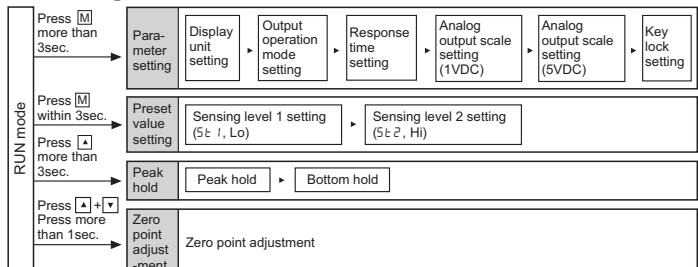 RUN mode
Press M
more than
3sec.
Para-
meter
setting
Display
unit
setting
Output
operation
mode
setting
Response
time
setting
Analog
output scale
setting
(1VDC)
Analog
output scale
setting
(5VDC)
Key
lock
setting
Press M
within 3sec.
Preset
value
setting
Sensing level 1 setting
(St 1, Lo)
Sensing level 2 setting
(St 2, Hi)
Press ▲
more than
3sec.
Peak
hold
Peak hold
Bottom hold
Press ▲+▼
Press more
than 1sec.
Zero
point
adjust
-ment
Zero point adjustment